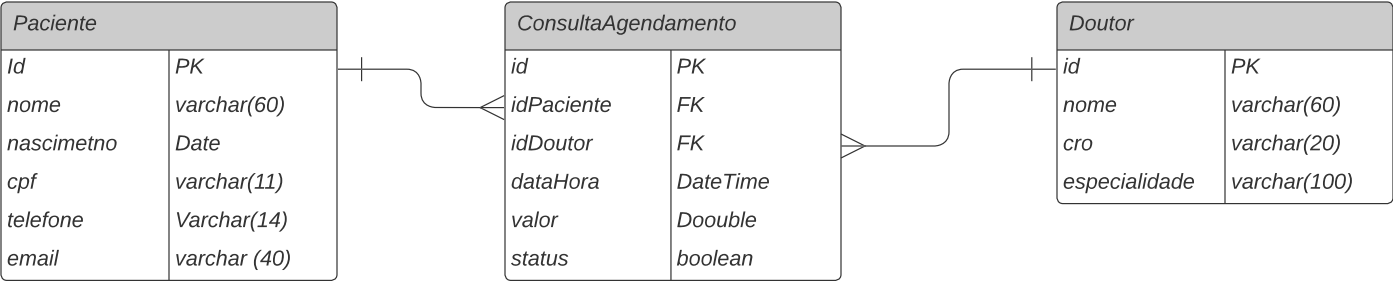 Paciente
Id PK
nome varchar(60)
nascimetno Date
cpf varchar(11)
telefone Varchar(14)
email varchar (40)
ConsultaAgendamento
id PK
idPaciente FK
idDoutor FK
dataHora DateTime
valor Doouble
status boolean
Doutor
id PK
nome varchar(60)
cro varchar(20)
especialidade varchar(100)